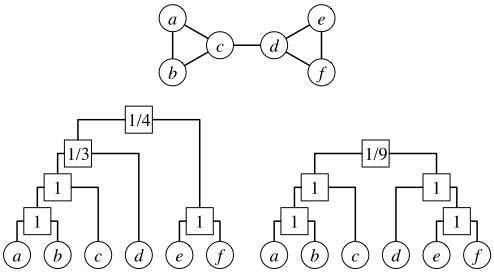 a e
c d
b f
1/4
1/3 1/9
1 1 1
1 1 1 1
a b c d e f a b c d e f